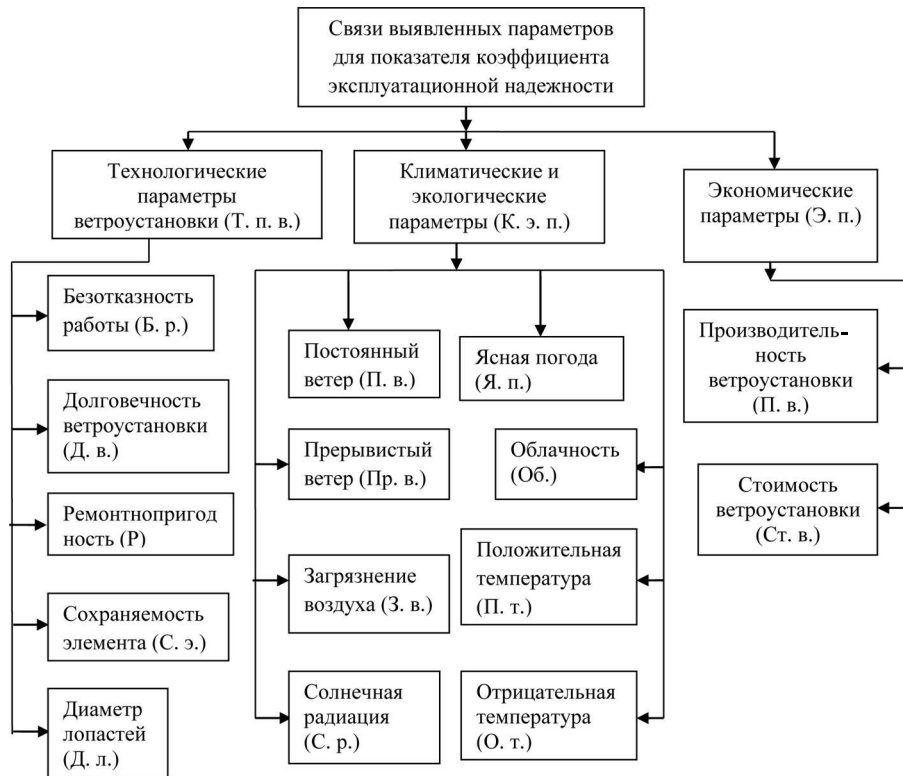 Связи выявленных параметров
для показателя коэффициента
эксплуатационной надежности
Технологические
параметры
ветроустановки (Т. п. в.)
Климатические и
экологические
параметры (К. э. п.)
Экономические
параметры (Э. п.)
Безотказность
работы (Б. р.)
Долговечность
ветроустановки
(Д. в.)
Ремонтнопригод
ность (Р)
Сохраняемость
элемента (С. э.)
Диаметр
лопастей
(Д. л.)
Постоянный
ветер (П. в.)
Прерывистый
ветер (Пр. в.)
Загрязнение
воздуха (З. в.)
Солнечная
радиация
(С. р.)
Ясная погода
(Я. п.)
Облачность
(Об.)
Положительная
температура
(П. т.)
Отрицательная
температура
(О. т.)
Производитель-
ность
ветроустановки
(П. в.)
Стоимость
ветроустановки
(Ст. в.)